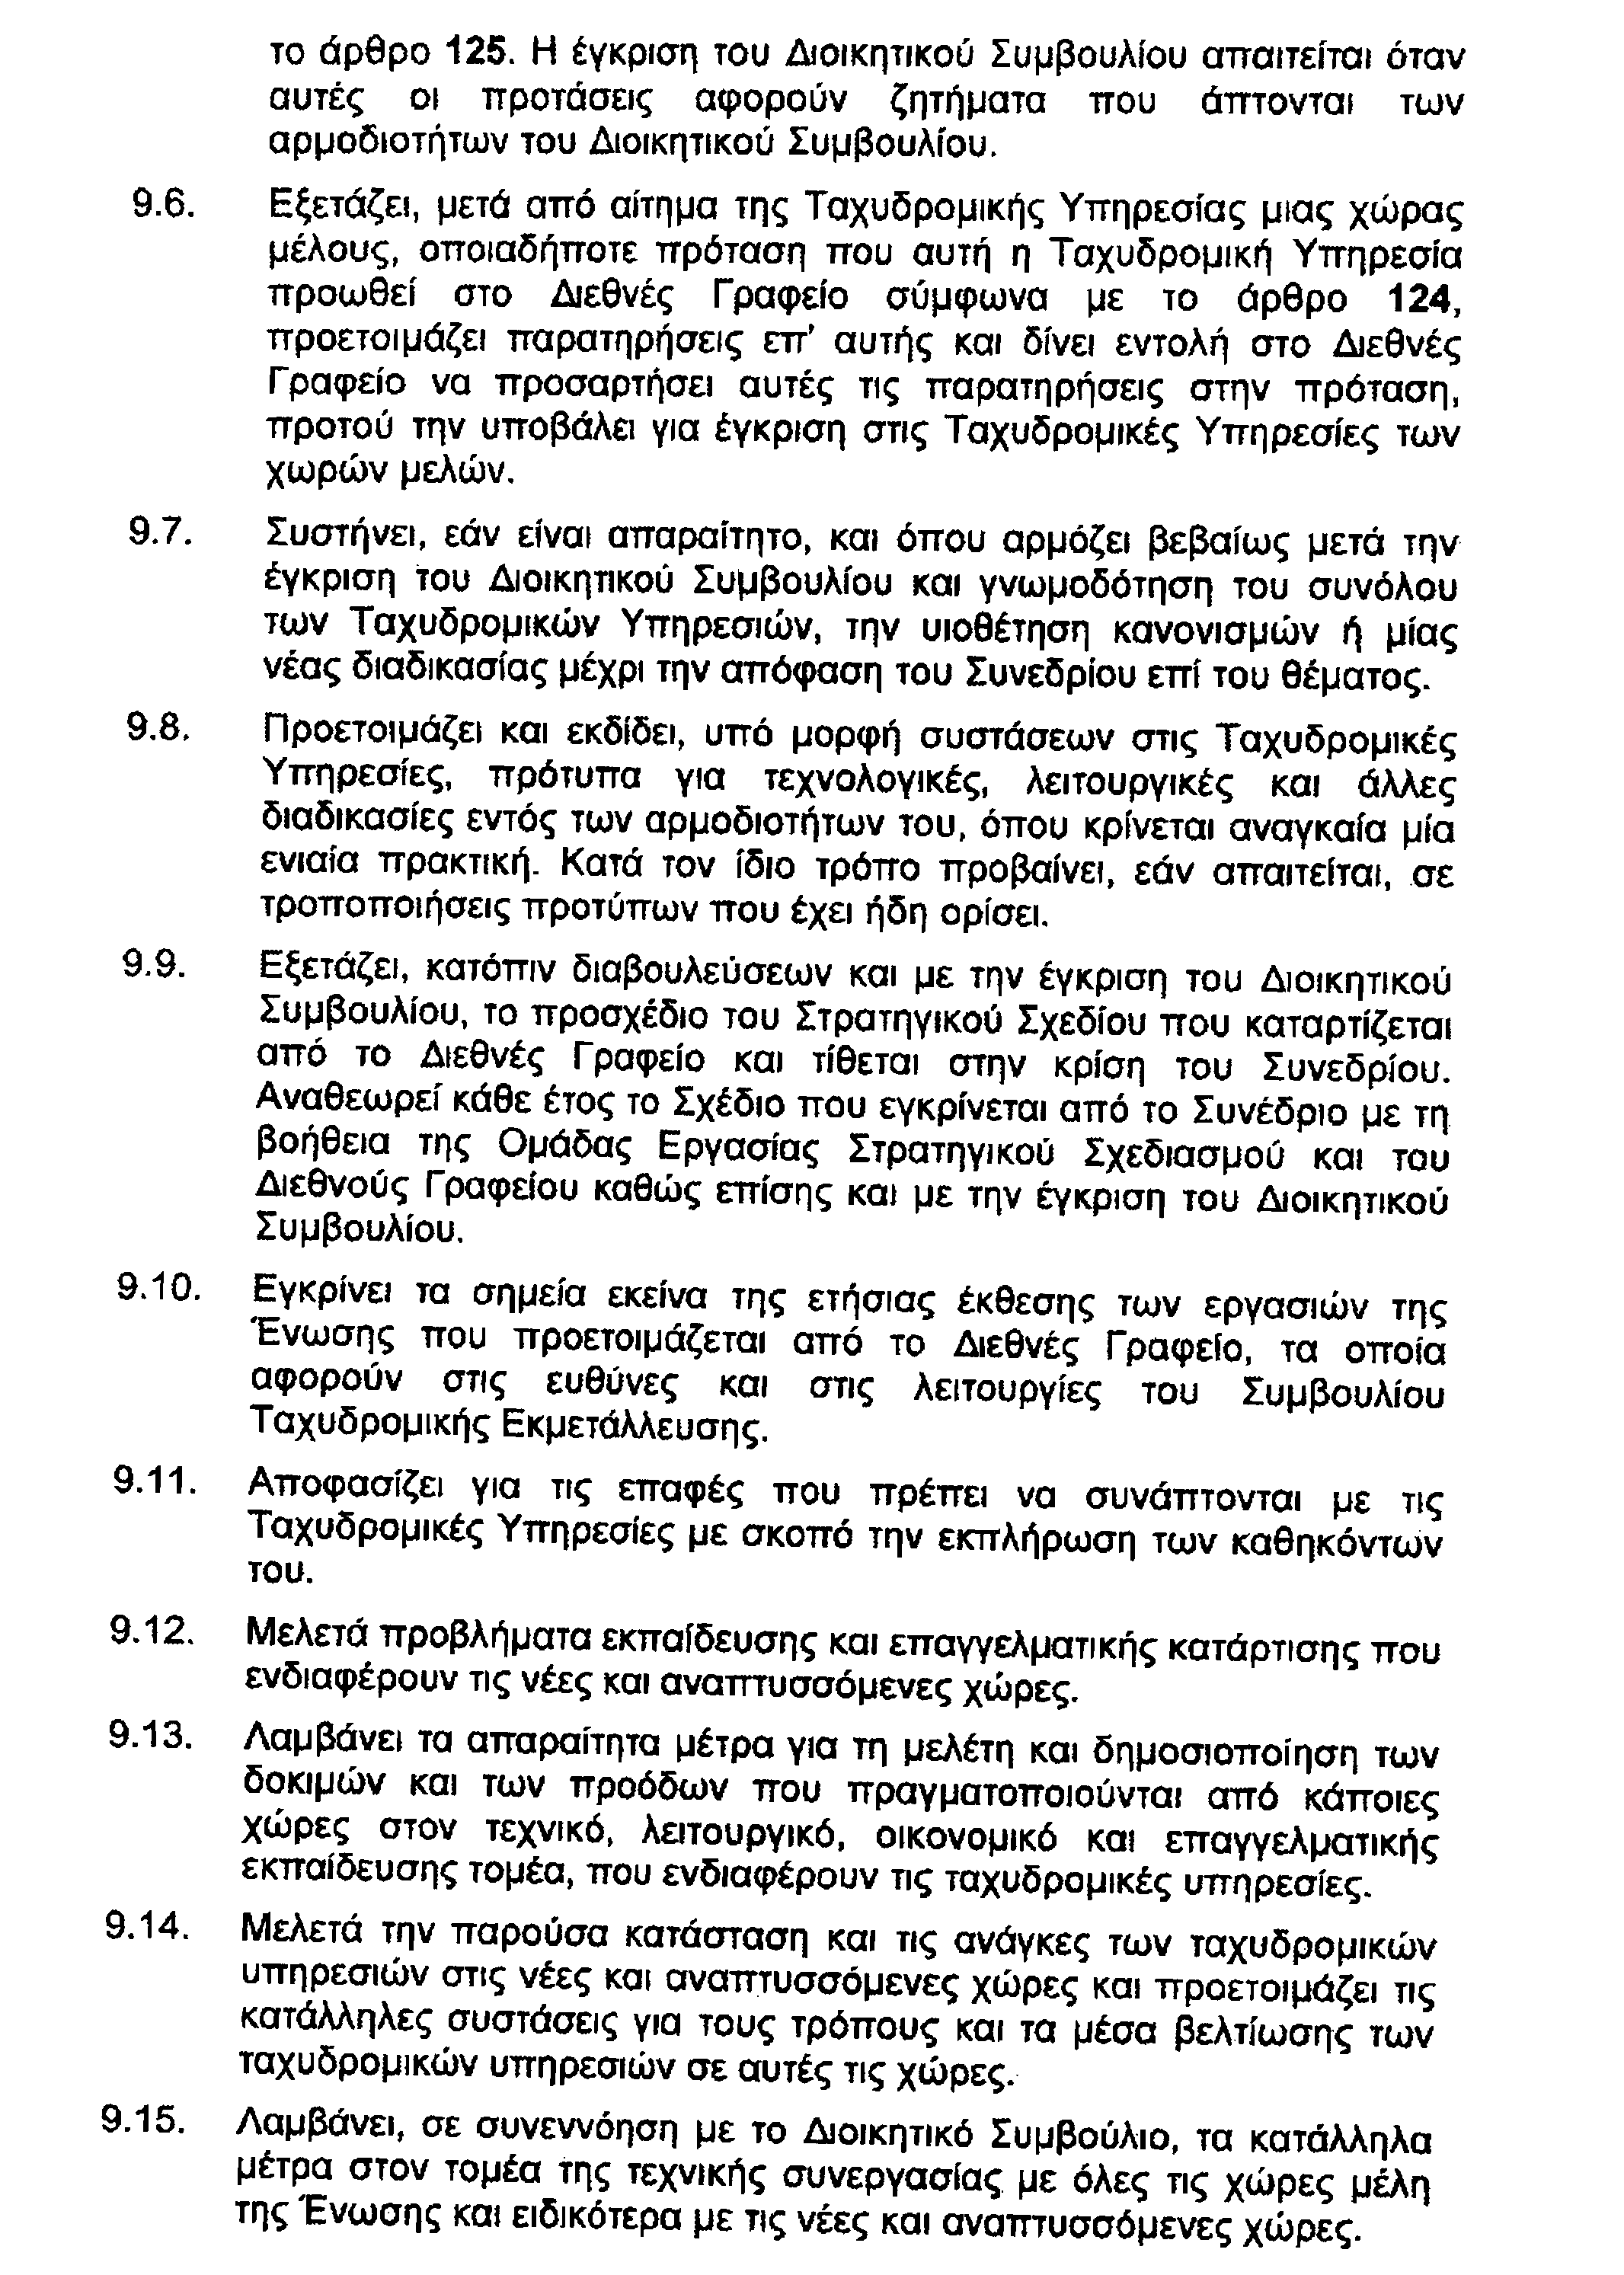 το άρθρο 125. Η έγκριση του Διοικητικού Συμβουλίου απαιτείται όταν
αυτές οι προτάσεις αφορούν ζητήματα που άπτονται των
αρμοδιοτήτων του Διοικητικού Συμβουλίου.
9.6. Εξετάζει, μετά από αίτημα της Ταχυδρομικής Υπηρεσίας μιας χώρας
μέλους, οποιαδήποτε πρόταση που αυτή η Ταχυδρομική Υπηρεσία
προωθεί στο Διεθνές Γραφείο σύμφωνα με το άρθρο 124,
προετοιμάζει παρατηρήσεις επ' αυτής και δίνει εντολή στο Διεθνές
Γραφείο να προσαρτήσει αυτές τις παρατηρήσεις στην πρόταση,
προτού την υποβάλει για έγκριση στις Ταχυδρομικές Υπηρεσίες των
χωρών μελών.
9.7. Συστήνει, εάν είναι απαραίτητο, και όπου αρμόζει βεβαίως μετά την
έγκριση του Διοικητικού Συμβουλίου και γνωμοδότηση του συνόλου
των Ταχυδρομικών Υπηρεσιών, την υιοθέτηση κανονισμών ή μίας
νέας διαδικασίας μέχρι την απόφαση του Συνεδρίου επί του θέματος.
9.8. Προετοιμάζει και εκδίδει, υπό μορφή συστάσεων στις Ταχυδρομικές
Υπηρεσίες, πρότυπα για τεχνολογικές, λειτουργικές και άλλες
διαδικασίες εντός των αρμοδιοτήτων του, όπου κρίνεται αναγκαία μία
ενιαία πρακτική. Κατά τον ίδιο τρόπο προβαίνει, εάν απαιτείται, σε
τροποποιήσεις προτύπων που έχει ήδη ορίσει.
9.9. Εξετάζει, κατόπιν διαβουλεύσεων και με την έγκριση του Διοικητικού
Συμβουλίου, το προσχέδιο του Στρατηγικού Σχεδίου που καταρτίζεται
από το Διεθνές Γραφείο και τίθεται στην κρίση του Συνεδρίου.
Αναθεωρεί κάθε έτος το Σχέδιο που εγκρίνεται από το Συνέδριο με τη
βοήθεια της Ομάδας Εργασίας Στρατηγικού Σχεδιασμού και του
Διεθνούς Γραφείου καθώς επίσης και με την έγκριση του Διοικητικού
Συμβουλίου.
9.10. Εγκρίνει τα σημεία εκείνα της ετήσιας έκθεσης των εργασιών της
Ένωσης που προετοιμάζεται από το Διεθνές Γραφείο, τα οποία
αφορούν στις ευθύνες και στις λειτουργίες του Συμβουλίου
Ταχυδρομικής Εκμετάλλευσης.
9.11. Αποφασίζει για τις επαφές που πρέπει να συνάπτονται με τις
Ταχυδρομικές Υπηρεσίες με σκοπό την εκπλήρωση των καθηκόντων
του.
9.12. Μελετά προβλήματα εκπαίδευσης και επαγγελματικής κατάρτισης που
ενδιαφέρουν τις νέες και αναπτυσσόμενες χώρες.
9.13. Λαμβάνει τα απαραίτητα μέτρα για τη μελέτη και δημοσιοποίηση των
δοκιμών και των προόδων που πραγματοποιούνται από κάποιες
χώρες στον τεχνικό, λειτουργικό, οικονομικό και επαγγελματικής
εκπαίδευσης τομέα, που ενδιαφέρουν τις ταχυδρομικές υπηρεσίες.
9.14. Μελετά την παρούσα κατάσταση και τις ανάγκες των ταχυδρομικών
υπηρεσιών στις νέες και αναπτυσσόμενες χώρες και προετοιμάζει τις
κατάλληλες συστάσεις για τους τρόπους και τα μέσα βελτίωσης των
ταχυδρομικών υπηρεσιών σε αυτές τις χώρες.
9.15. Λαμβάνει, σε συνεννόηση με το Διοικητικό Συμβούλιο, τα κατάλληλα
μέτρα στον τομέα της τεχνικής συνεργασίας με όλες τις χώρες μέλη
της Ένωσης και ειδικότερα με τις νέες και αναπτυσσόμενες χώρες.